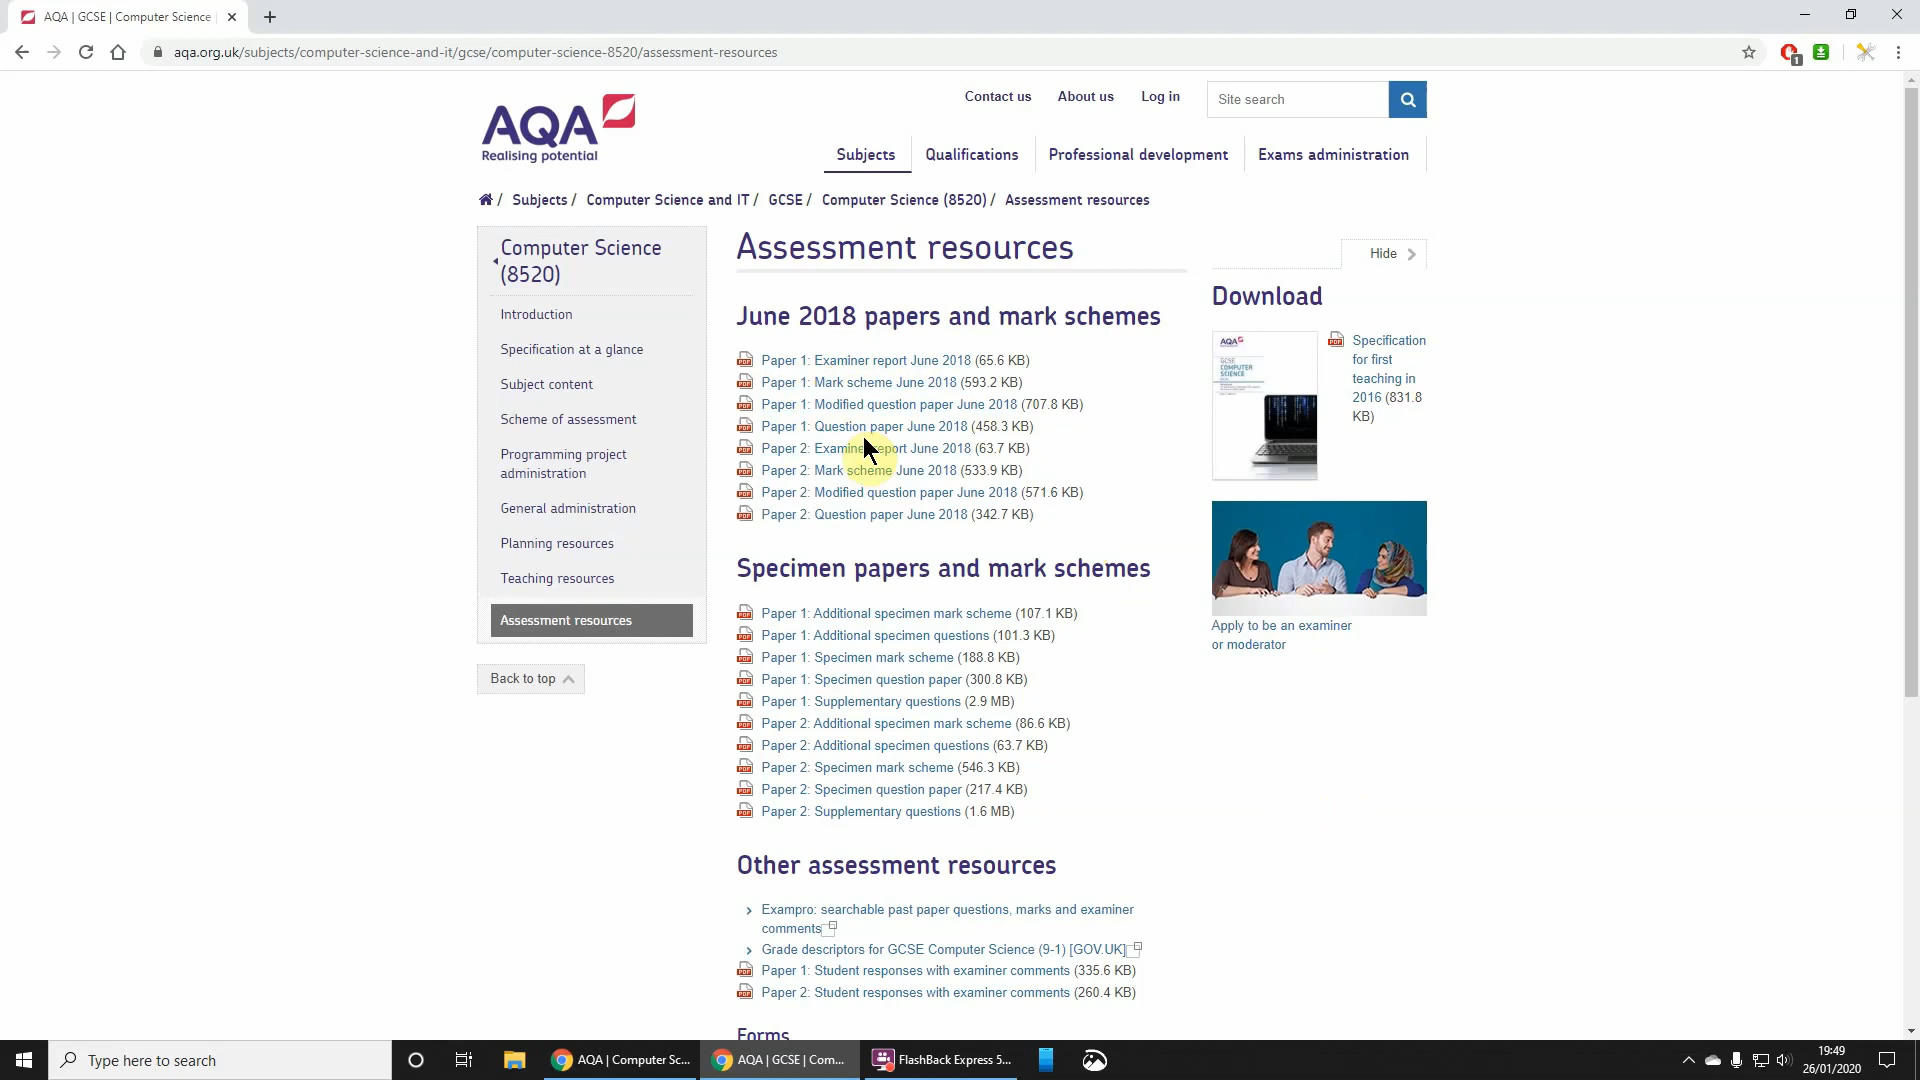 AQA | GCSE | Computer Science
aqa.org.uk/subjects/computer-science-and-it/gcse/computer-science-8520/assessment-resources
1
AQA
Realising potential
Contact us
About us
Log in
Site search
Subjects
Qualifications
Professional development
Exams administration
/ Subjects / Computer Science and IT / GCSE / Computer Science (8520) / Assessment resources
Computer Science
(8520)
Introduction
Specification at a glance
Subject content
Scheme of assessment
Programming project
administration
General administration
Planning resources
Teaching resources
Assessment resources
Back to top
Assessment resources
June 2018 papers and mark schemes
Paper 1: Examiner report June 2018 (65.6 KB)
Paper 1: Mark scheme June 2018 (593.2 KB)
Paper 1: Modified question paper June 2018 (707.8 KB)
Paper 1: Question paper June 2018 (458.3 KB)
Paper 2: Examiner report June 2018 (63.7 KB)
Paper 2: Mark scheme June 2018 (533.9 KB)
Paper 2: Modified question paper June 2018 (571.6 KB)
Paper 2: Question paper June 2018 (342.7 KB)
Specimen papers and mark schemes
Paper 1: Additional specimen mark scheme (107.1 KB)
Paper 1: Additional specimen questions (101.3 KB)
Paper 1: Specimen mark scheme (188.8 KB)
Paper 1: Specimen question paper (300.8 KB)
Paper 1: Supplementary questions (2.9 MB)
Paper 2: Additional specimen mark scheme (86.6 KB)
Paper 2: Additional specimen questions (63.7 KB)
Paper 2: Specimen mark scheme (546.3 KB)
Paper 2: Specimen question paper (217.4 KB)
Paper 2: Supplementary questions (1.6 MB)
Other assessment resources
Exampro: searchable past paper questions, marks and examiner
comments
Grade descriptors for GCSE Computer Science (9-1) [GOV.UK]
Paper 1: Student responses with examiner comments (335.6 KB)
Paper 2: Student responses with examiner comments (260.4 KB)
Forms
Hide
Download
AQA
GCSE
COMPUTER
SCIENCE
Specification
for first
teaching in
2016 (831.8
KB)
Apply to be an examiner
or moderator
Type here to search
AQA | Computer Sc...
AQA | GCSE | Com...
FlashBack Express 5...
19:49
26/01/2020